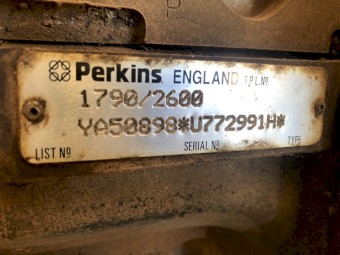 Perkins ENGLAND T.P.L.Nº
1790/2600
YA50898*U772991H*
LIST Nº SERIAL Nº TYPE